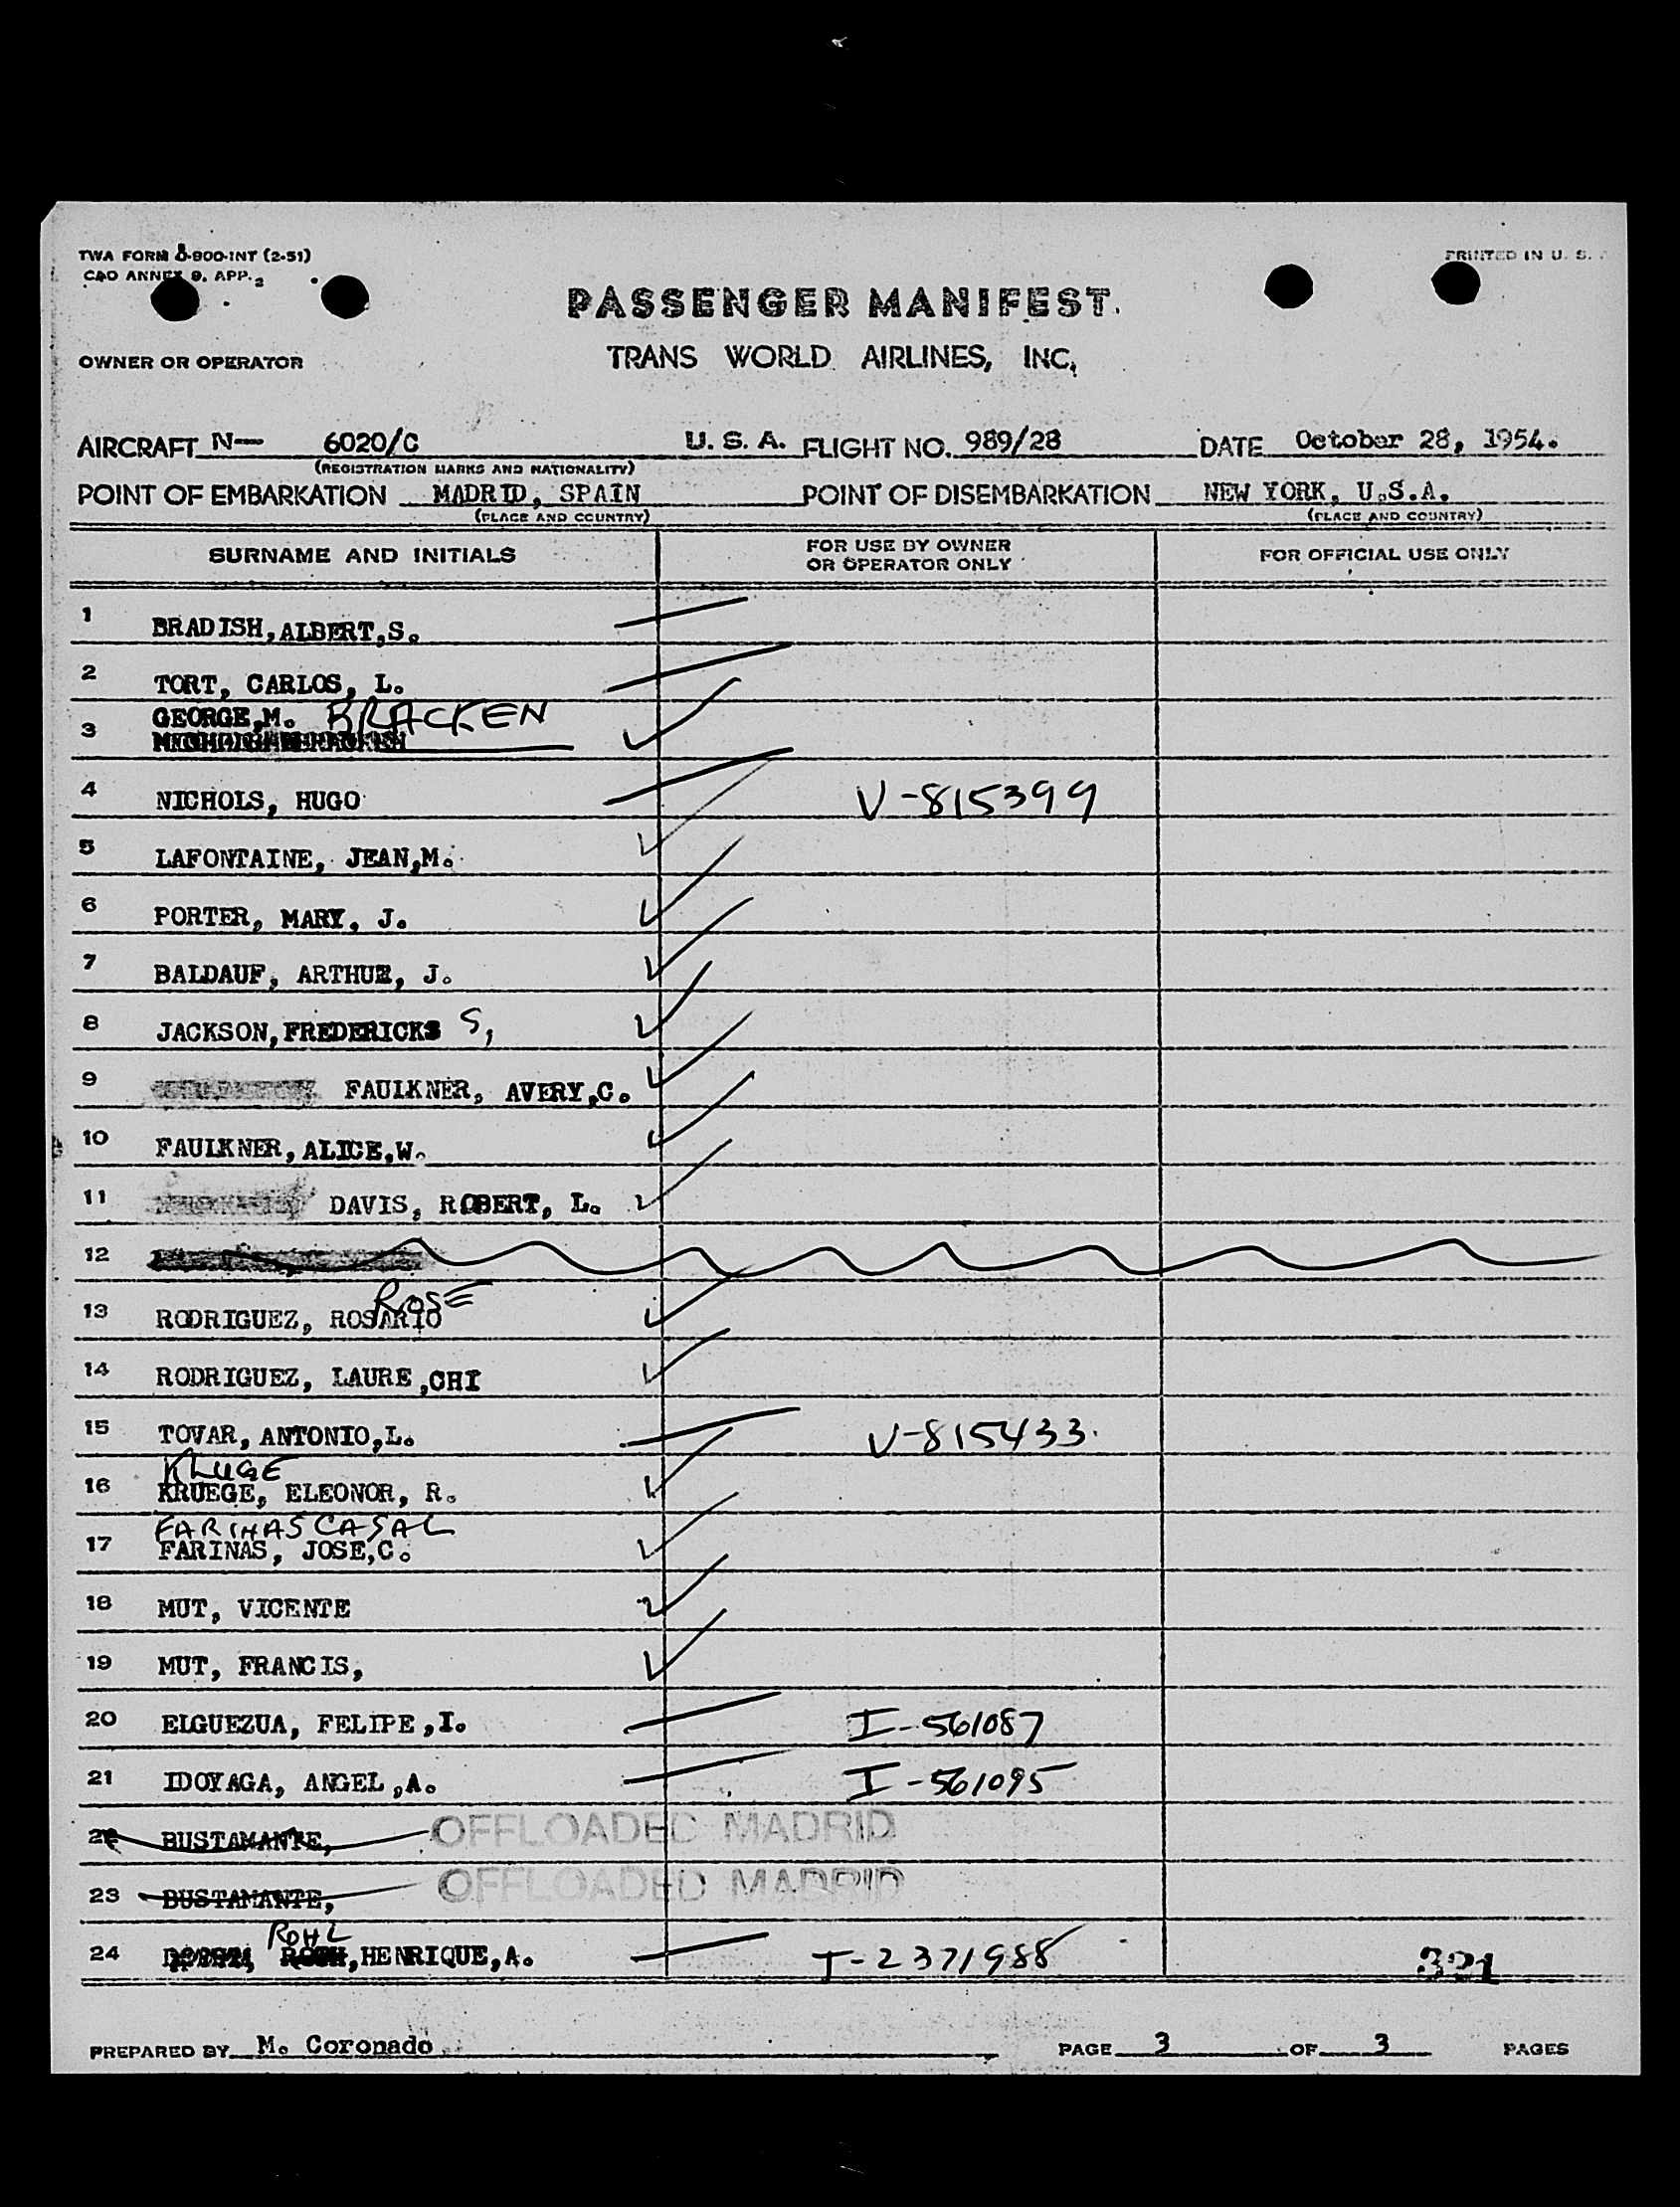 TWA FORM 0-900-INT (2-51)
PRINTED IN U. S.
CAO ANNEX 9. APP. 2
PASSENGER MANIFEST.
OWNER OR OPERATOR TRANS WORLD AIRLINES, INC.
AIRCRAFT N— 6020/C U. S. A. FLIGHT NO. 989/28 DATE October 28, 1954.
(REGISTRATION MARKS AND NATIONALITY)
POINT OF EMBARKATION MADRID, SPAIN POINT OF DISEMBARKATION NEW YORK, U.S.A.
(PLACE AND COUNTRY) (PLACE AND COUNTRY)
SURNAME AND INITIALS FOR USE BY OWNER OR OPERATOR ONLY FOR OFFICIAL USE ONLY
1 BRADISH,ALBERT,S.
2 TORT, CARLOS, L.
3 GEORGE,M. BRACKEN
4 NICHOLS, HUGO V-815399
5 LAFONTAINE, JEAN,M.
6 PORTER, MARY, J.
7 BALDAUF, ARTHUR, J.
8 JACKSON,FREDERICKS S,
9 FAULKNER, AVERY,C.
10 FAULKNER,ALICE,W.
11 DAVIS, ROBERT, L.
12
ROSE
13 RODRIGUEZ, ROSARIO
14 RODRIGUEZ, LAURE,CHI
15 TOVAR,ANTONIO,L. V-815433.
KLUGE
16 KRUEGE, ELEONOR, R.
FARIHAS CASAL
17 FARINAS, JOSE,C.
18 MUT, VICENTE
19 MUT, FRANCIS,
20 ELGUEZUA, FELIPE,I. I-561087
21 IDOYAGA, ANGEL,A. I-561095
22 BUSTAMANTE, OFFLOADED MADRID
23 BUSTAMANTE, OFFLOADED MADRID
ROHL
24 HENRIQUE,A. I-2371988 321
PREPARED BY M. Coronado PAGE 3 OF 3 PAGES